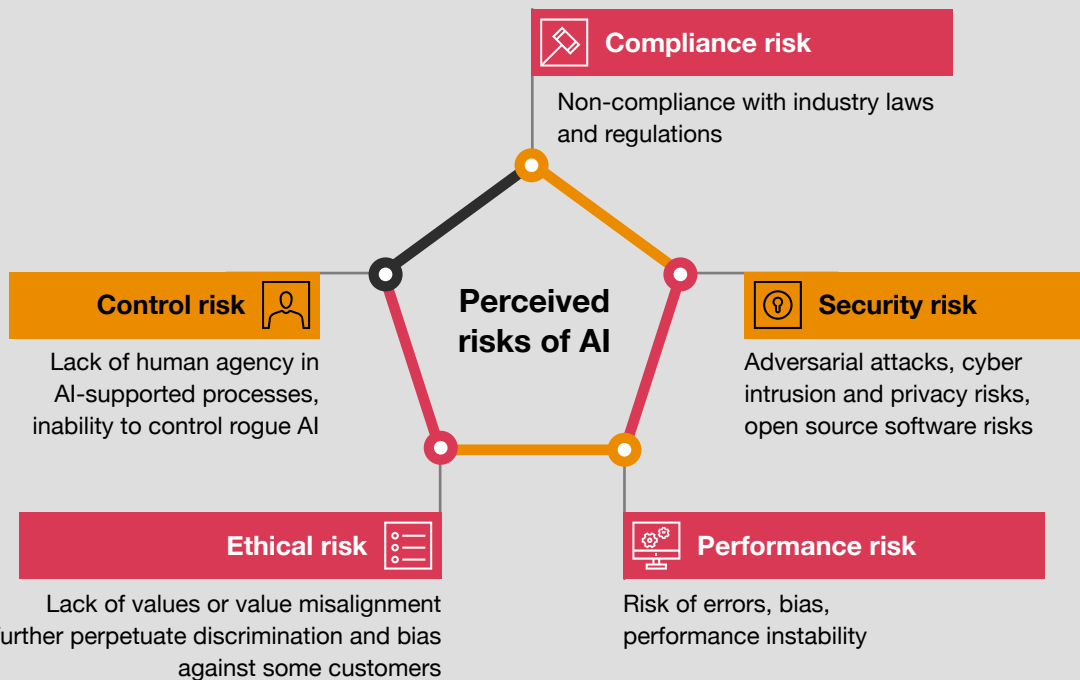 Compliance risk
Non-compliance with industry laws
and regulations
Perceived
risks of AI
Control risk
Lack of human agency in
AI-supported processes,
inability to control rogue AI
Security risk
Adversarial attacks, cyber
intrusion and privacy risks,
open source software risks
Ethical risk
Lack of values or value misalignment
further perpetuate discrimination and bias
against some customers
Performance risk
Risk of errors, bias,
performance instability